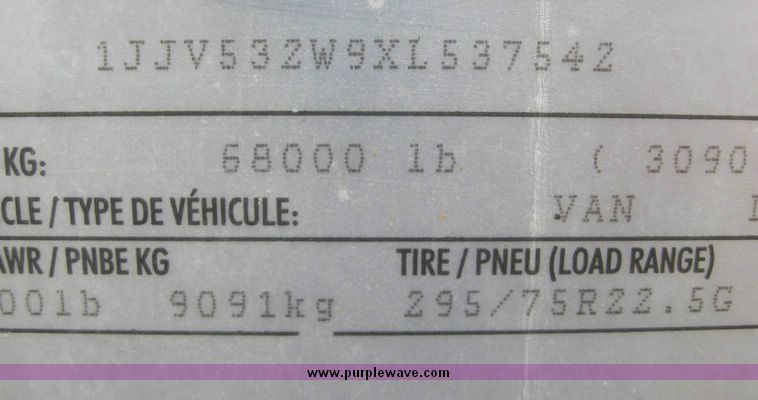 1JJV532W9XL537542
KG: 68000 lb ( 3090
CLE / TYPE DE VÉHICULE: VAN
AWR / PNBE KG TIRE / PNEU (LOAD RANGE)
00lb 9091kg 295/75R22.5G
www.purplewave.com